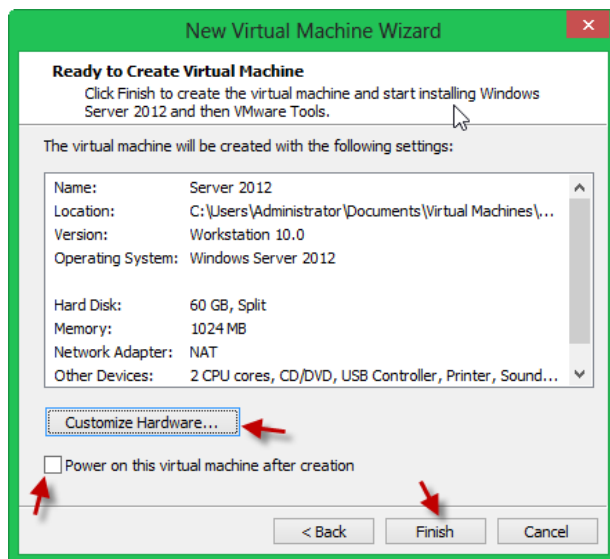 New Virtual Machine Wizard
Ready to Create Virtual Machine
Click Finish to create the virtual machine and start installing Windows
Server 2012 and then VMware Tools.
The virtual machine will be created with the following settings:
Name: Server 2012
Location: C:\Users\Administrator\Documents\Virtual Machines\...
Version: Workstation 10.0
Operating System: Windows Server 2012
Hard Disk: 60 GB, Split
Memory: 1024 MB
Network Adapter: NAT
Other Devices: 2 CPU cores, CD/DVD, USB Controller, Printer, Sound...
Customize Hardware...
Power on this virtual machine after creation
< Back Finish Cancel